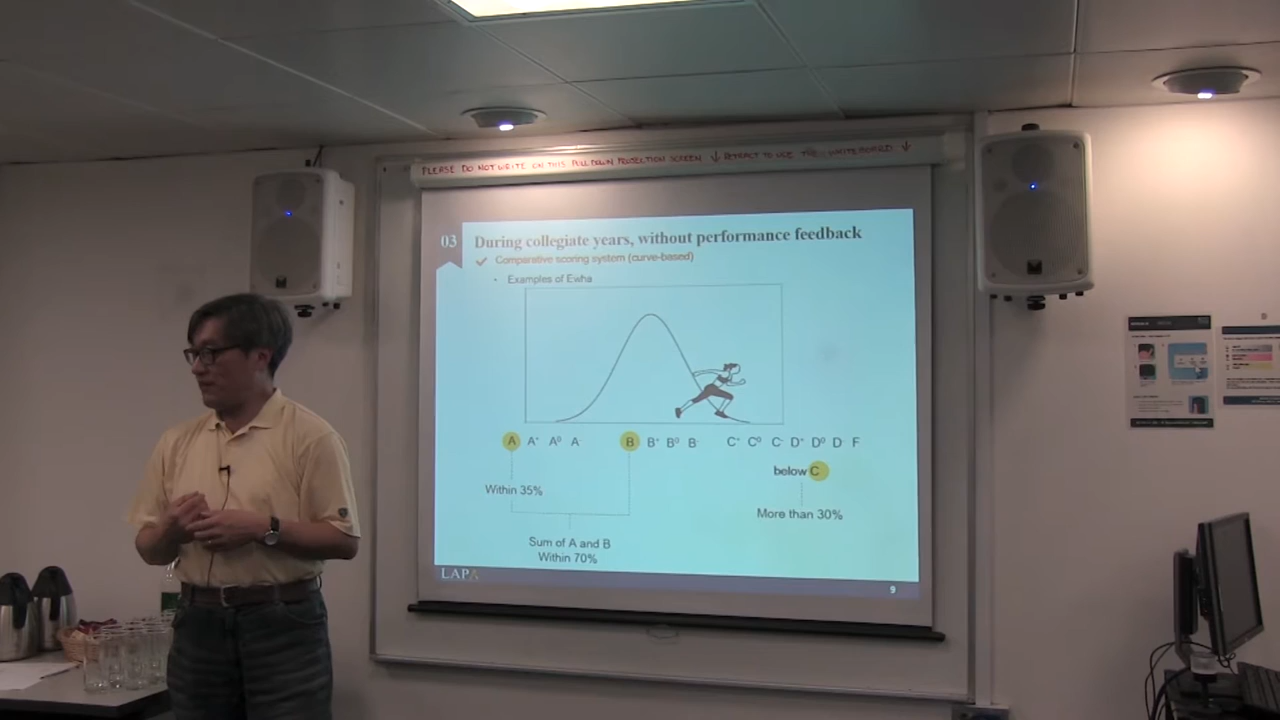 PLEASE DO NOT WRITE ON THIS PULL DOWN PROJECTION SCREEN ↓ RETRACT TO USE THE WHITEBOARD ↓
03 During collegiate years, without performance feedback
✓ Comparative scoring system (curve-based)
• Examples of Ewha
A A⁺ A⁰ A⁻ B B⁺ B⁰ B⁻ C⁺ C⁰ C⁻ D⁺ D⁰ D⁻ F
below C
Within 35%
More than 30%
Sum of A and B
Within 70%
LAPA
9